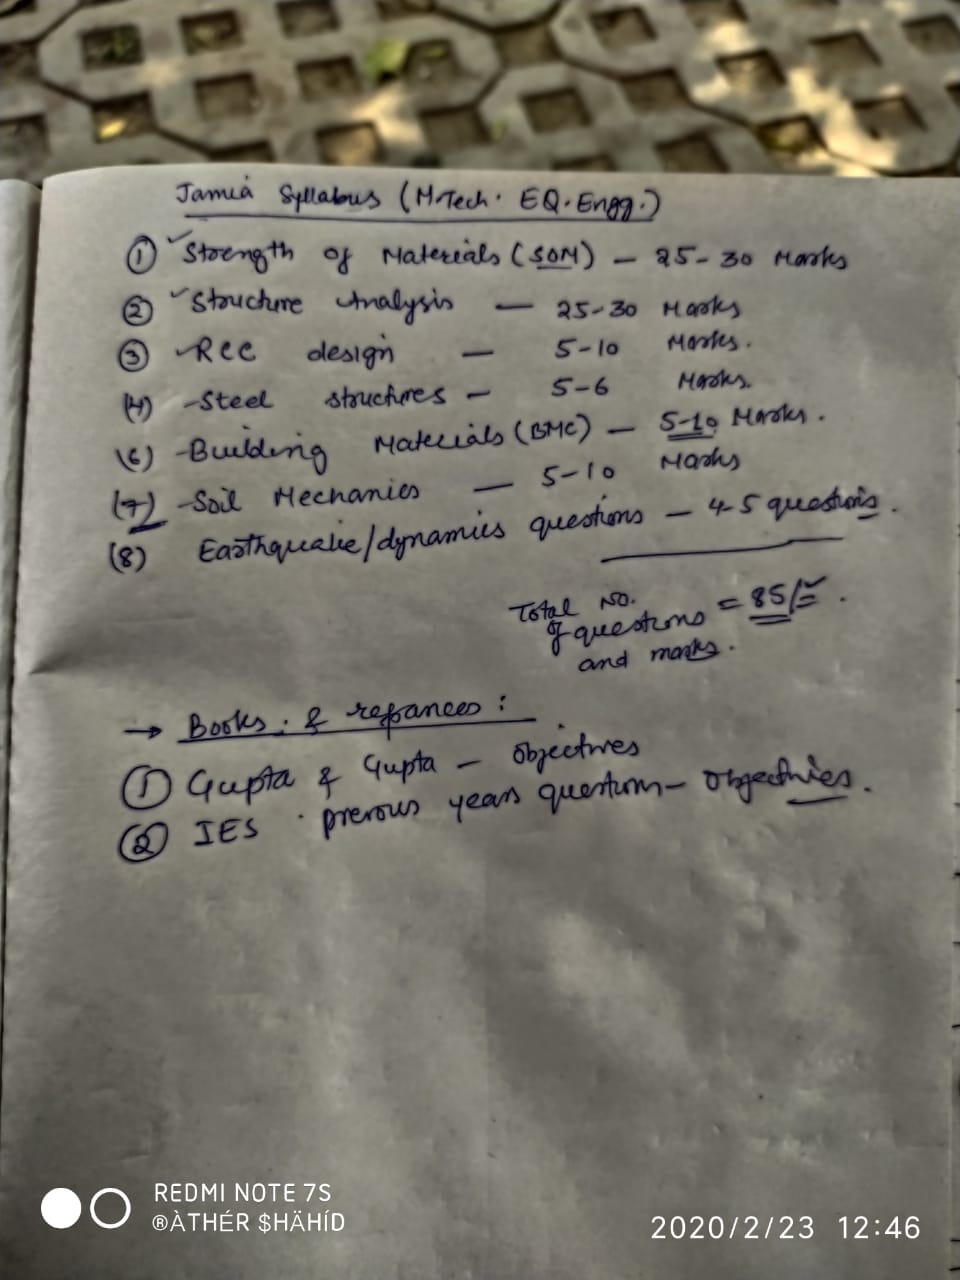 Jamia Syllabus (M.Tech. EQ. Engg.)
① ✓ Strength of Materials (SOM) — 25-30 Marks
② ✓ Structure Analysis — 25-30 Marks
③ ✓ RCC design — 5-10 Marks.
(4) - Steel structures — 5-6 Marks.
(6) - Building Materials (BMC) — 5-10 Marks.
(7) - Soil Mechanics — 5-10 Marks
(8) Earthquake/dynamics questions — 4-5 questions.
Total No. of questions and marks. = 85/=.
→ Books. & refrances :
① Gupta & Gupta — objectives
② IES . prevous years question — objectives.
REDMI NOTE 7S
®ÀTHÉR $HÄHÍD
2020/2/23 12:46